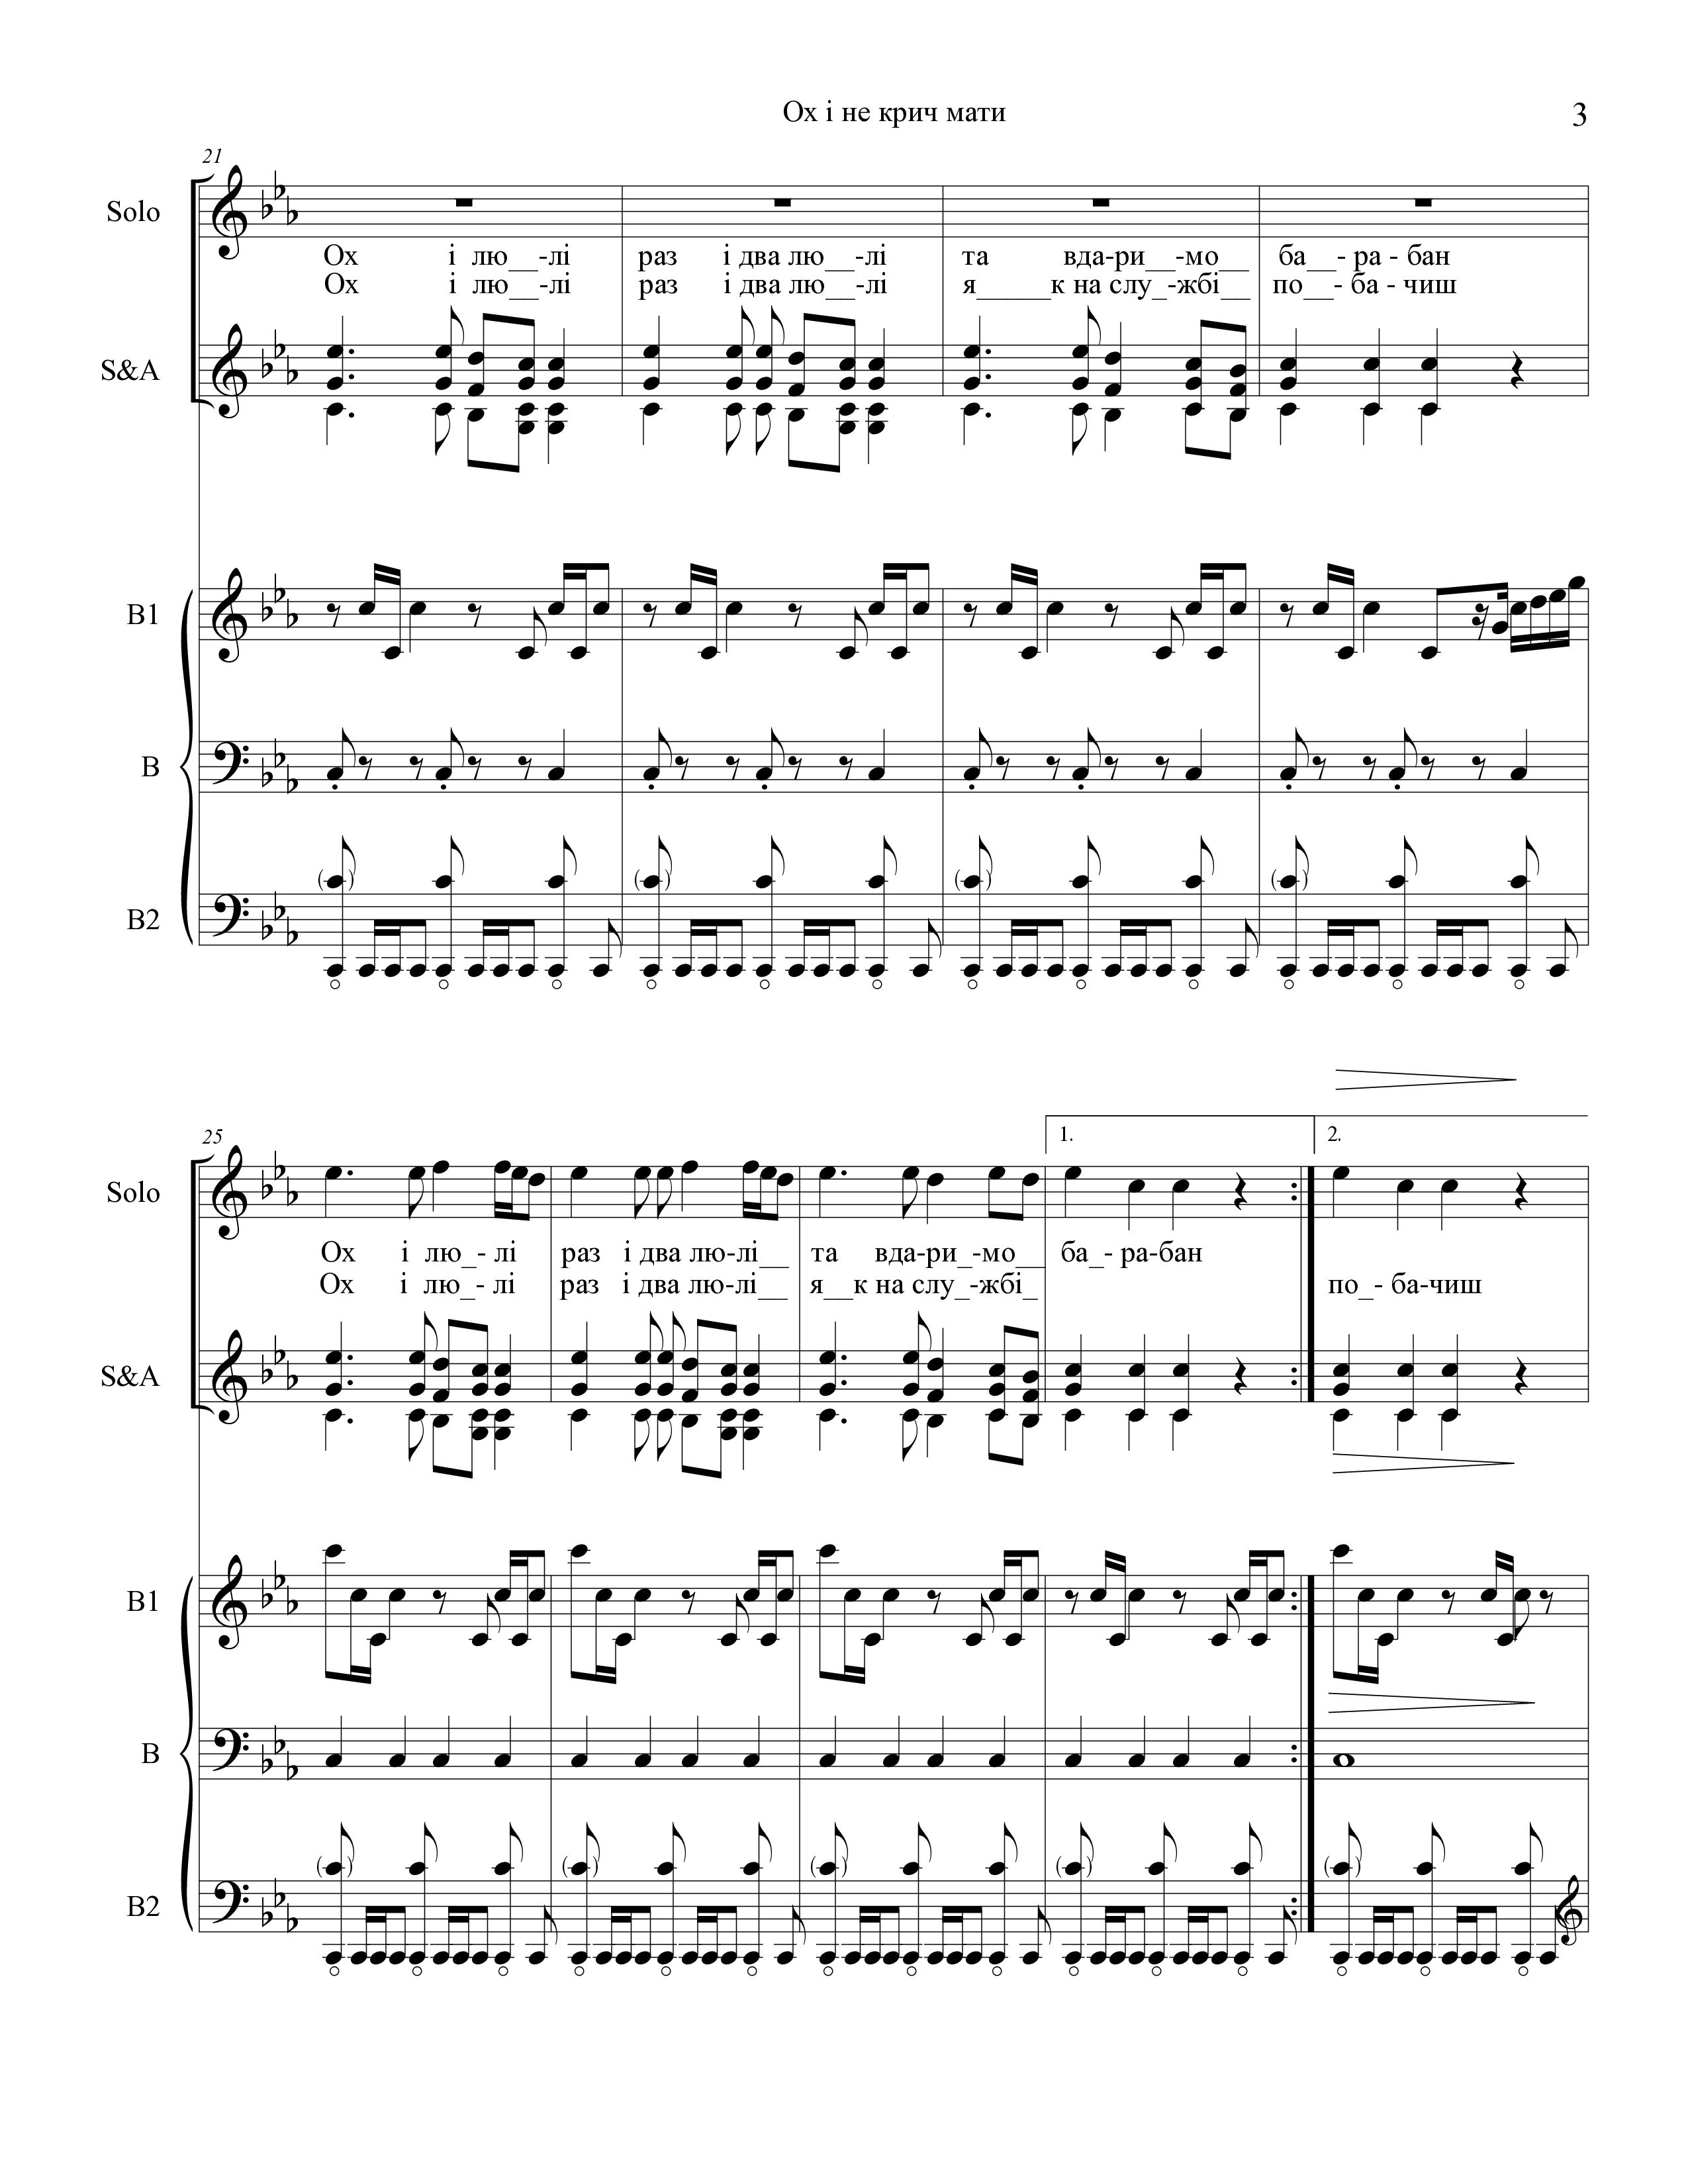 Ох і не крич мати
3
21
Solo
Ох і лю__-лі раз і два лю__-лі та вда-ри__-мо__ ба__- ра - бан
Ох і лю__-лі раз і два лю__-лі я_____к на слу_-жбі__ по__- ба - чиш
S&A
B1
B
B2
25
1.
2.
Solo
Ох і лю_- лі раз і два лю-лі__ та вда-ри_-мо__ ба_- ра-бан
Ох і лю_- лі раз і два лю-лі__ я__к на слу_-жбі_ по_- ба-чиш
S&A
B1
B
B2